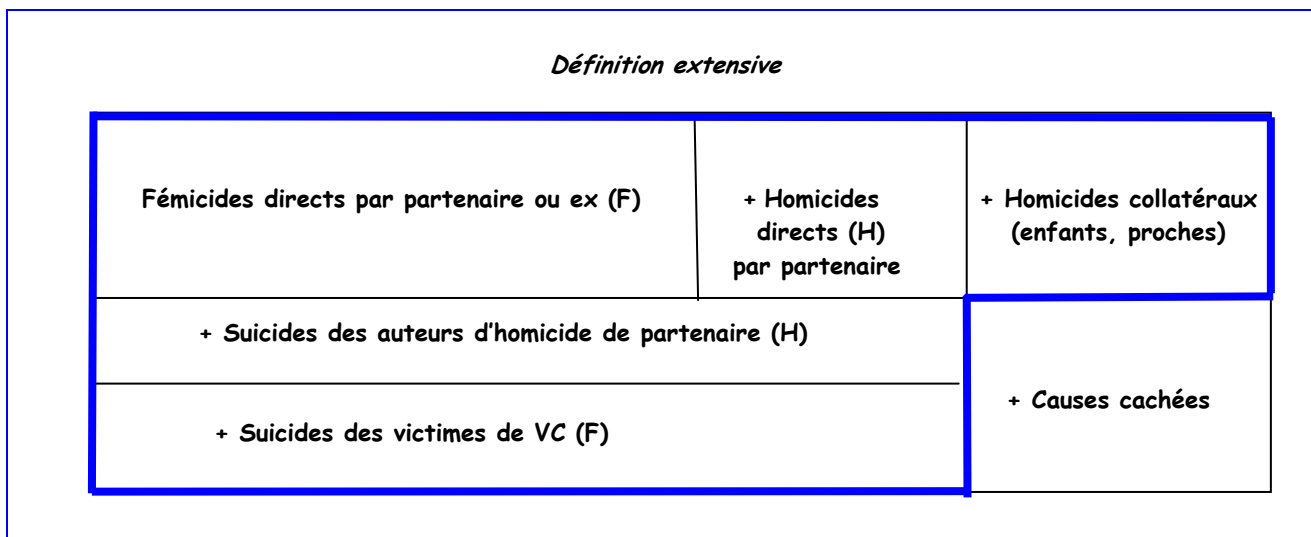 Définition extensive
Fémicides directs par partenaire ou ex (F)
+ Homicides
directs (H)
par partenaire
+ Homicides collatéraux
(enfants, proches)
+ Suicides des auteurs d'homicide de partenaire (H)
+ Suicides des victimes de VC (F)
+ Causes cachées